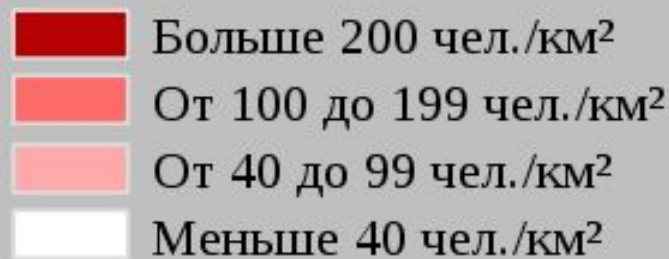 Больше 200 чел./км²
От 100 до 199 чел./км²
От 40 до 99 чел./км²
Меньше 40 чел./км²